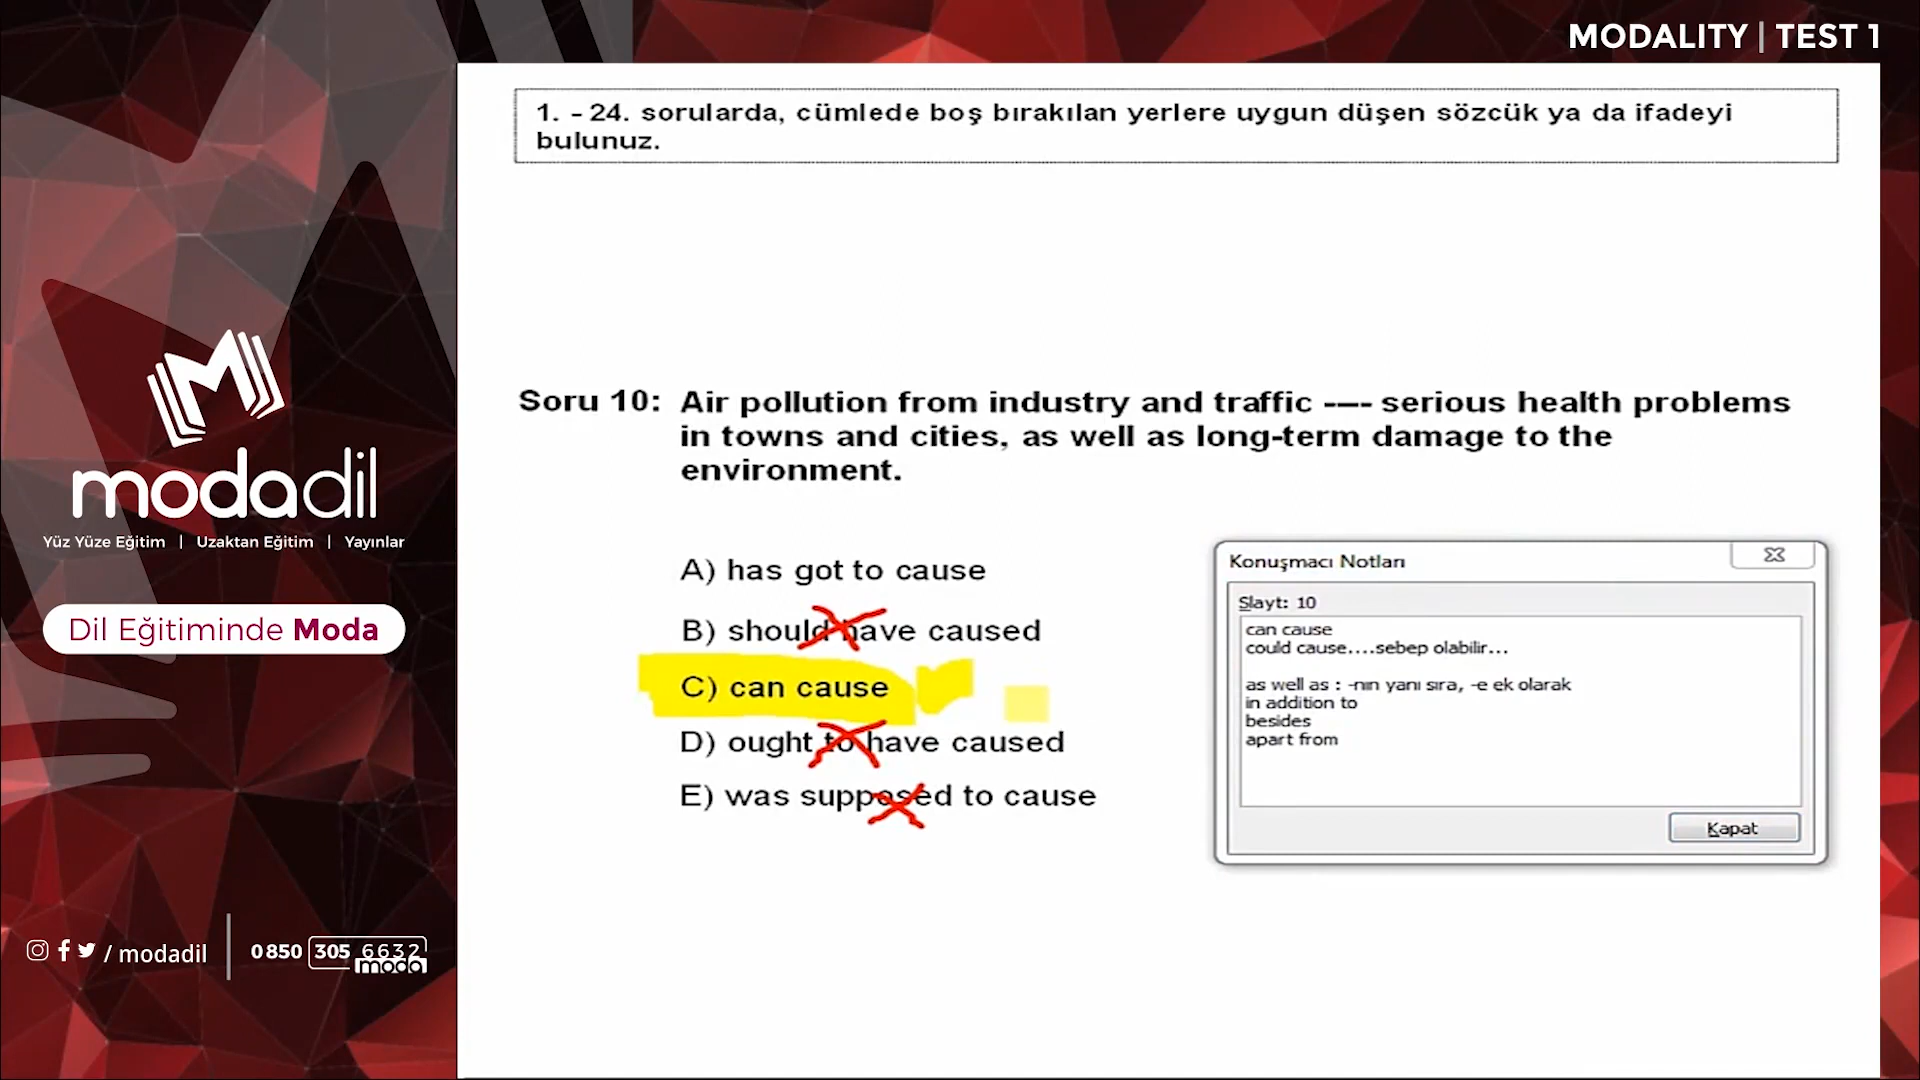 MODALITY | TEST 1
1. - 24. sorularda, cümlede boş bırakılan yerlere uygun düşen sözcük ya da ifadeyi
bulunuz.
Soru 10: Air pollution from industry and traffic ---- serious health problems
in towns and cities, as well as long-term damage to the
environment.
A) has got to cause
B) should have caused
C) can cause
D) ought to have caused
E) was supposed to cause
Konuşmacı Notları
Slayt: 10
can cause
could cause....sebep olabilir...
as well as : -nın yanı sıra, -e ek olarak
in addition to
besides
apart from
Kapat
modadil
Yüz Yüze Eğitim | Uzaktan Eğitim | Yayınlar
Dil Eğitiminde Moda
/ modadil
0850 305 6632
moda